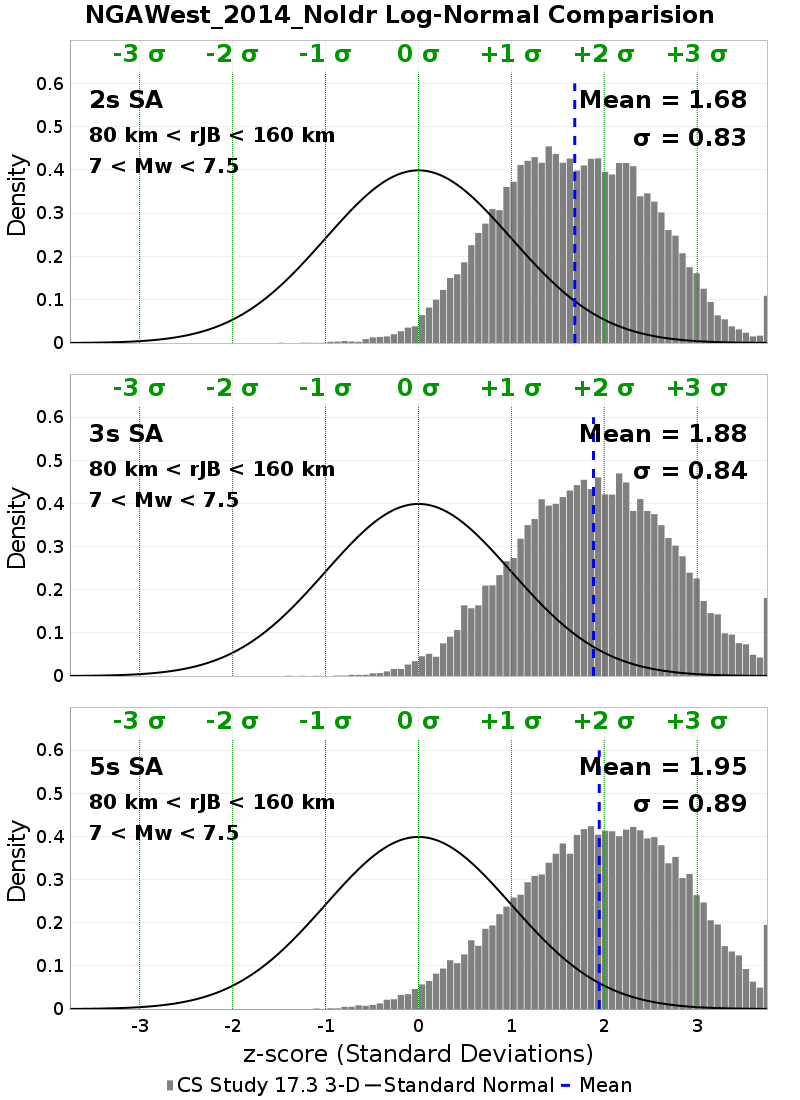 NGAWest_2014_NoIdr Log-Normal Comparision
-3 σ -2 σ -1 σ 0 σ +1 σ +2 σ +3 σ
0.6
2s SA Mean = 1.68
0.5
80 km < rJB < 160 km σ = 0.83
7 < Mw < 7.5
0.4
0.3
0.2
0.1
0
Density
-3 σ -2 σ -1 σ 0 σ +1 σ +2 σ +3 σ
0.6
3s SA Mean = 1.88
0.5
80 km < rJB < 160 km σ = 0.84
7 < Mw < 7.5
0.4
0.3
0.2
0.1
0
Density
-3 σ -2 σ -1 σ 0 σ +1 σ +2 σ +3 σ
0.6
5s SA Mean = 1.95
0.5
80 km < rJB < 160 km σ = 0.89
7 < Mw < 7.5
0.4
0.3
0.2
0.1
0
Density
-3 -2 -1 0 1 2 3
z-score (Standard Deviations)
CS Study 17.3 3-D Standard Normal Mean